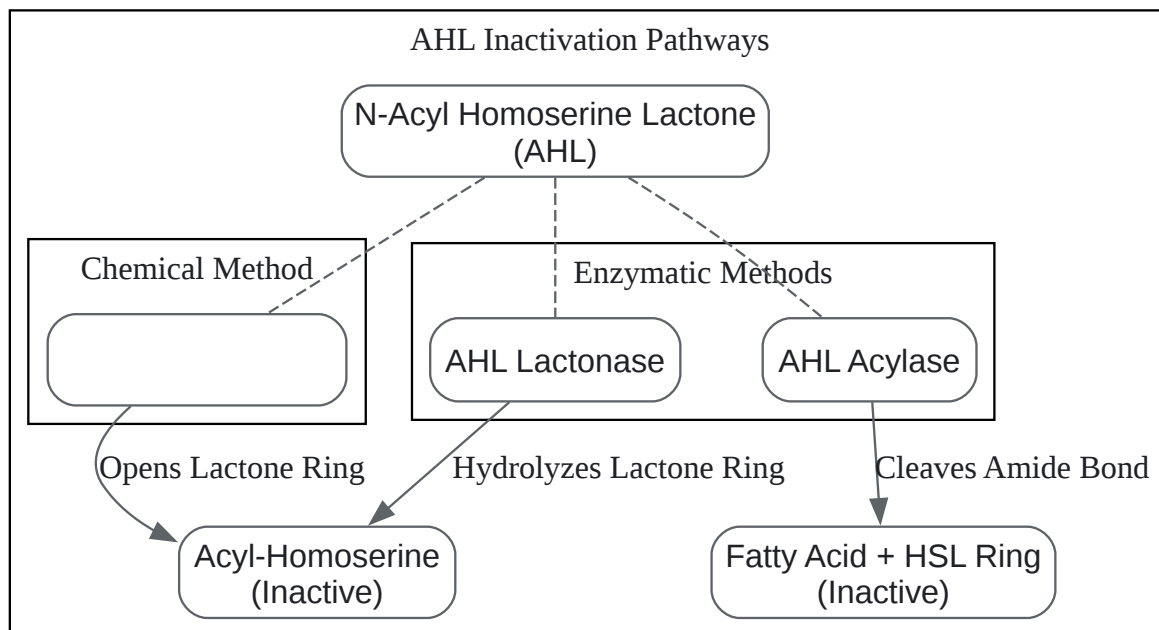 AHL Inactivation Pathways
N-Acyl Homoserine Lactone
(AHL)
Chemical Method
Enzymatic Methods
AHL Lactonase
AHL Acylase
Opens Lactone Ring
Hydrolyzes Lactone Ring
Cleaves Amide Bond
Acyl-Homoserine
(Inactive)
Fatty Acid + HSL Ring
(Inactive)